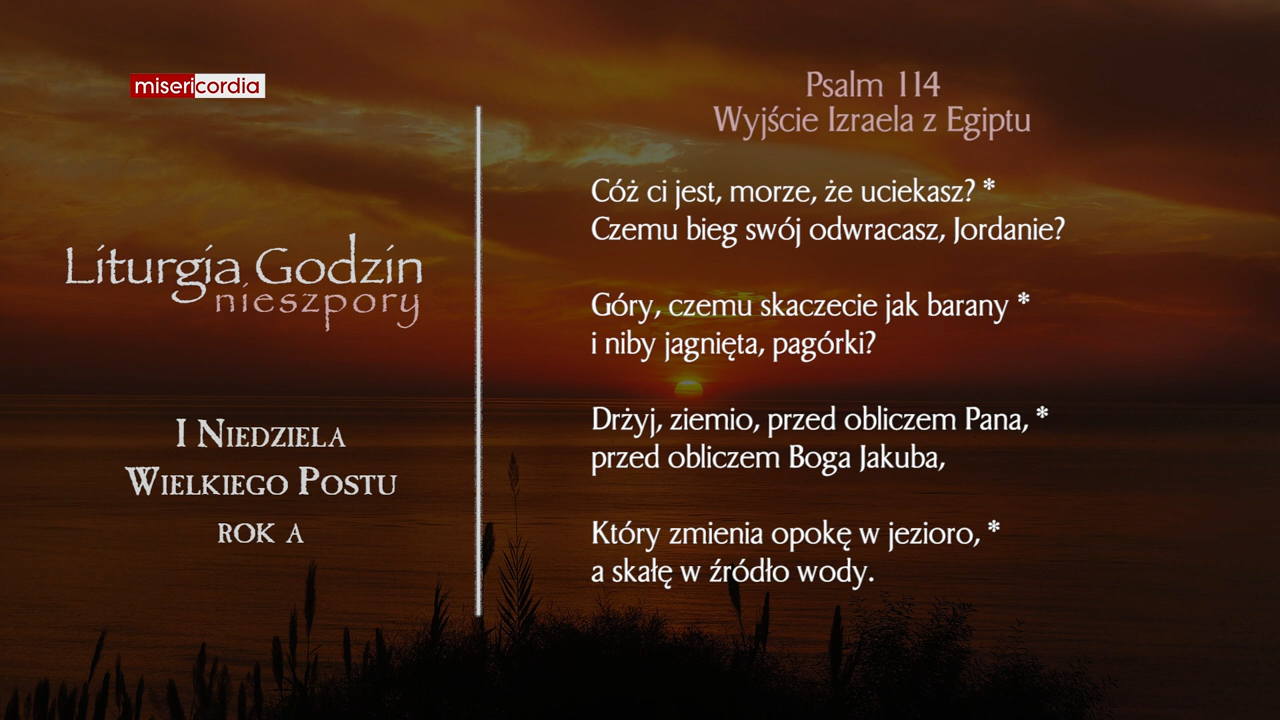 misericordia
Liturgia Godzin
nieszpory
I Niedziela
Wielkiego Postu
rok A
Psalm 114
Wyjście Izraela z Egiptu
Cóż ci jest, morze, że uciekasz? *
Czemu bieg swój odwracasz, Jordanie?
Góry, czemu skaczecie jak barany *
i niby jagnięta, pagórki?
Drżyj, ziemio, przed obliczem Pana, *
przed obliczem Boga Jakuba,
Który zmienia opokę w jezioro, *
a skałę w źródło wody.